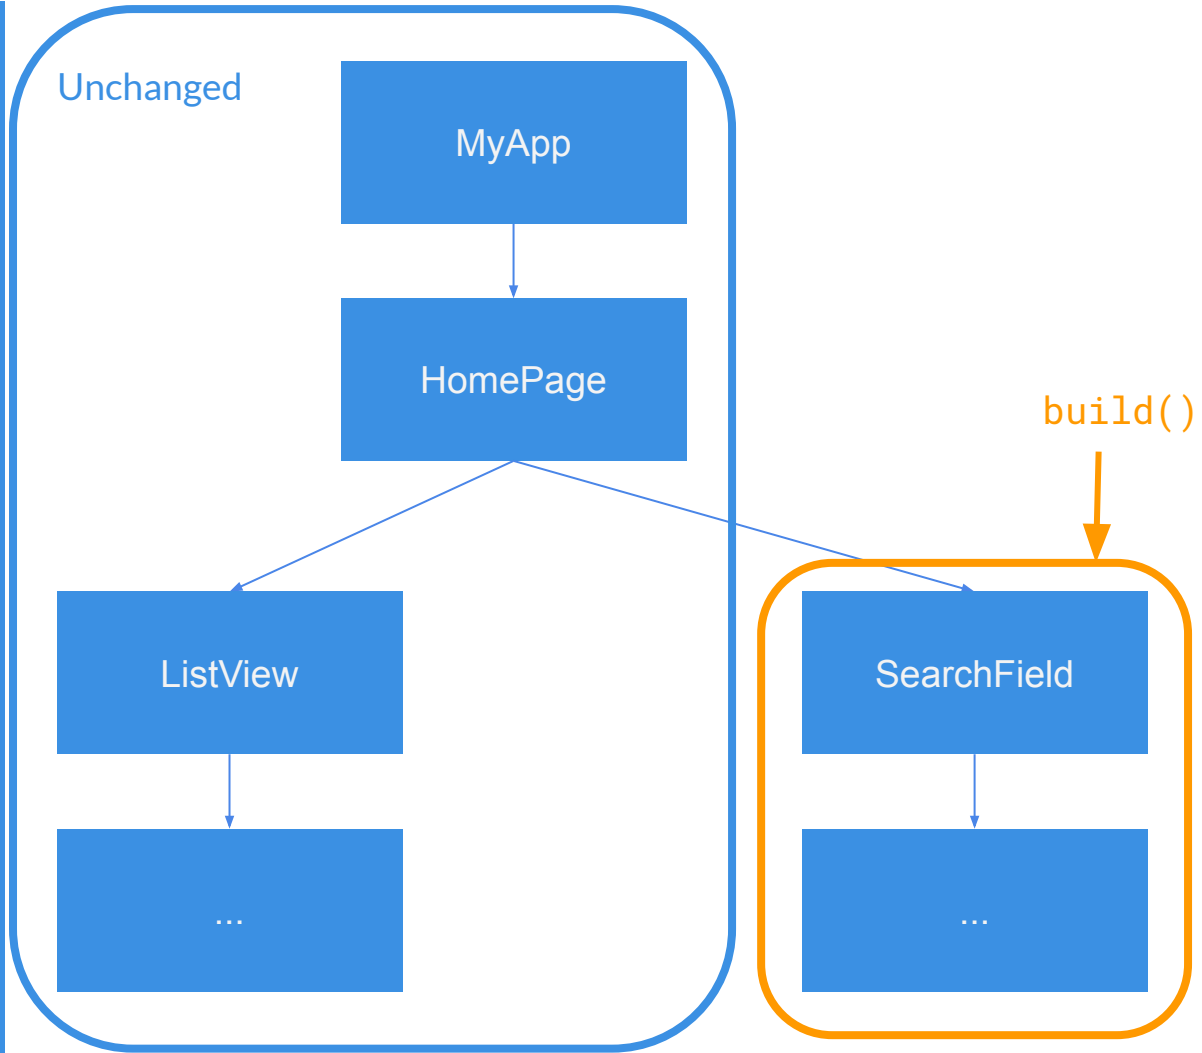 Unchanged
MyApp
HomePage
build()
ListView
SearchField
...
...